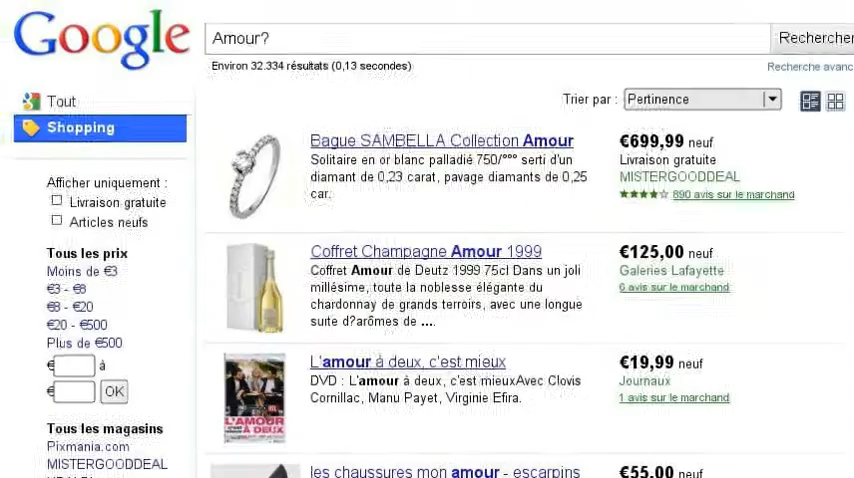 Google
Amour?
Rechercher
Environ 32.334 résultats (0,13 secondes)
Recherche avanc
Tout
Shopping
Trier par :
Pertinence
Afficher uniquement :
Livraison gratuite
Articles neufs
Tous les prix
Moins de €3
€3 - €8
€8 - €20
€20 - €500
Plus de €500
€ à
€ OK
Tous les magasins
Pixmania.com
MISTERGOODDEAL
Bague SAMBELLA Collection Amour
Solitaire en or blanc palladié 750/°°° serti d'un
diamant de 0,23 carat, pavage diamants de 0,25
car.
€699,99 neuf
Livraison gratuite
MISTERGOODDEAL
890 avis sur le marchand
Coffret Champagne Amour 1999
Coffret Amour de Deutz 1999 75cl Dans un joli
millésime, toute la noblesse élégante du
chardonnay de grands terroirs, avec une longue
suite d?arômes de ....
€125,00 neuf
Galeries Lafayette
6 avis sur le marchand
L'amour à deux, c'est mieux
DVD : L'amour à deux, c'est mieuxAvec Clovis
Cornillac, Manu Payet, Virginie Efira.
€19,99 neuf
Journaux
1 avis sur le marchand
L'AMOUR
À DEUX
les chaussures mon amour - escarpins
€55,00 neuf